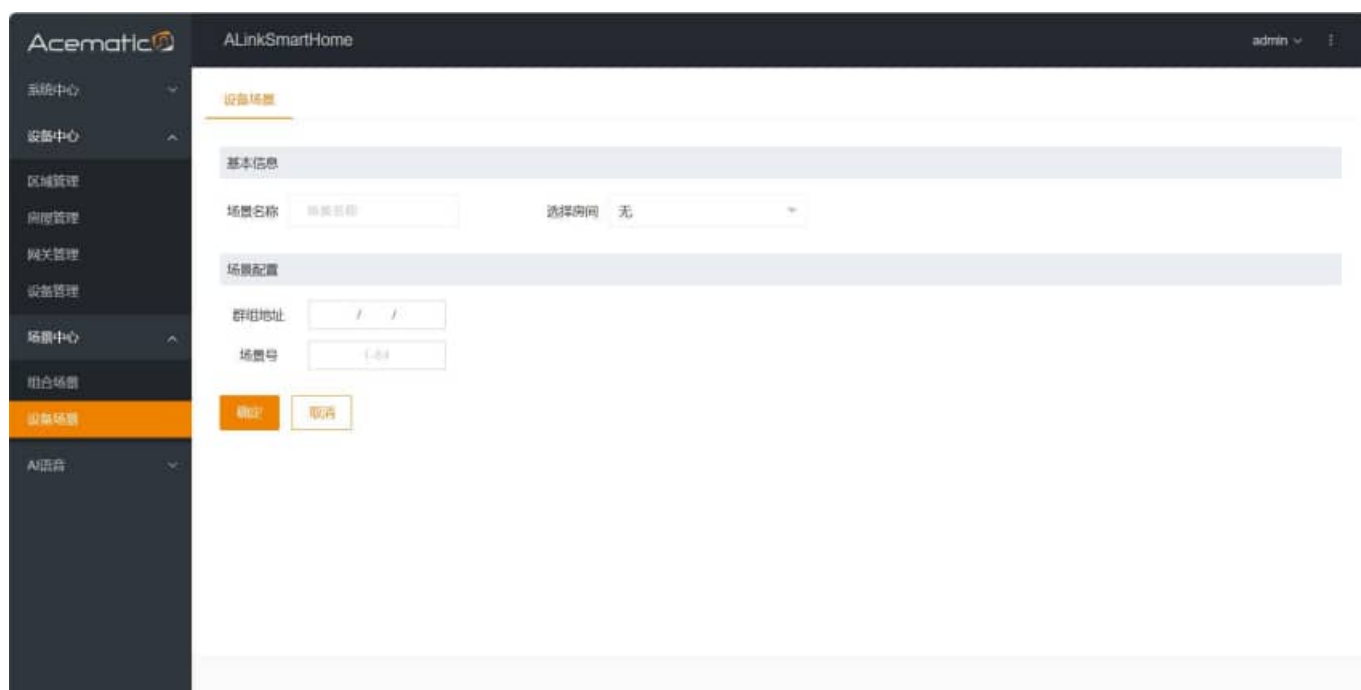 Acematic
ALinkSmartHome
admin
系统中心
设备中心
区域管理
房屋管理
网关管理
设备管理
场景中心
组合场景
设备场景
AI语音
设备场景
基本信息
场景名称 场景名称 选择房间 无
场景配置
群组地址 / /
场景号 1-64
确定 取消